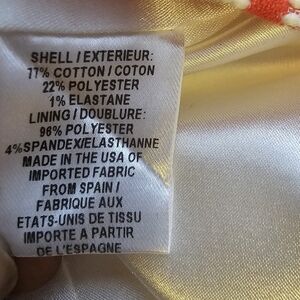 SHELL / EXTERIEUR:
77% COTTON / COTON
22% POLYESTER
1% ELASTANE
LINING / DOUBLURE:
96% POLYESTER
4%SPANDEX/ELASTHANNE
MADE IN THE USA OF
IMPORTED FABRIC
FROM SPAIN /
FABRIQUE AUX
ETATS-UNIS DE TISSU
IMPORTE A PARTIR
DE L'ESPAGNE